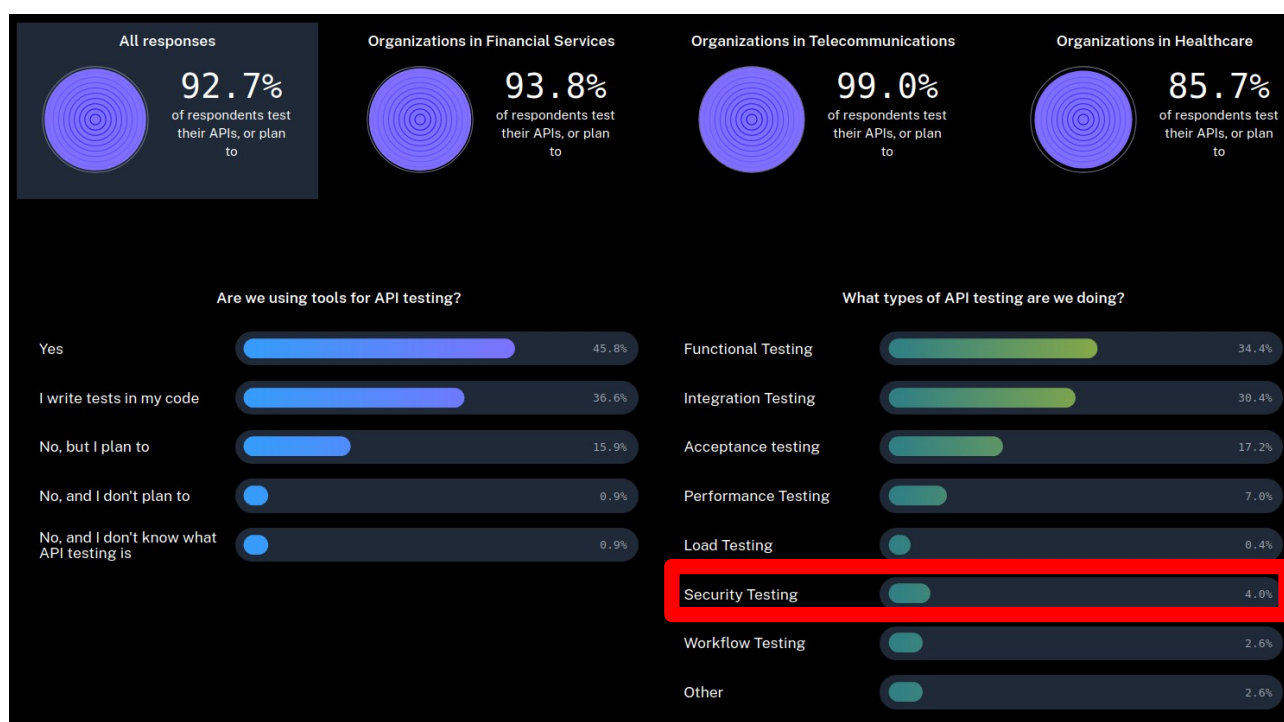 All responses
92.7%
of respondents test
their APIs, or plan
to
Organizations in Financial Services
93.8%
of respondents test
their APIs, or plan
to
Organizations in Telecommunications
99.0%
of respondents test
their APIs, or plan
to
Organizations in Healthcare
85.7%
of respondents test
their APIs, or plan
to
Are we using tools for API testing?
Yes 45.8%
I write tests in my code 36.6%
No, but I plan to 15.9%
No, and I don't plan to 0.9%
No, and I don't know what
API testing is 0.9%
What types of API testing are we doing?
Functional Testing 34.4%
Integration Testing 30.4%
Acceptance testing 17.2%
Performance Testing 7.0%
Load Testing 0.4%
Security Testing 4.0%
Workflow Testing 2.6%
Other 2.6%